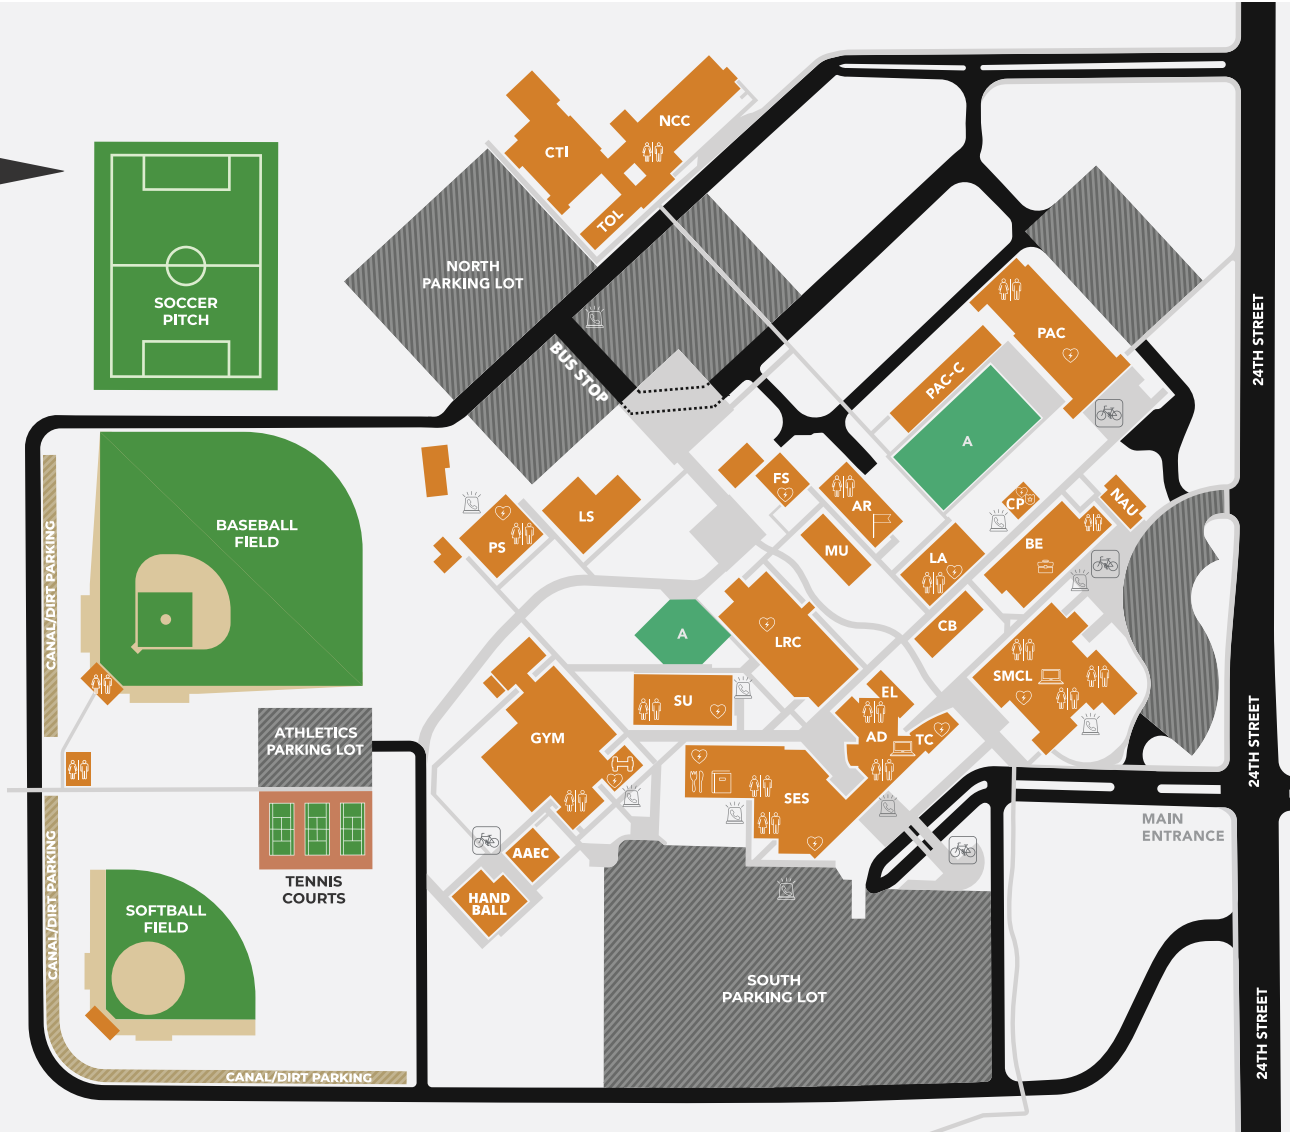 NCC
CTI
TOL
NORTH
PARKING LOT
SOCCER
PITCH
BUS STOP
PAC
PAC-C
A
24TH STREET
BASEBALL
FIELD
CANAL/DIRT PARKING
PS
LS
FS
AR
MU
CP
NAU
LA
BE
CB
A
LRC
SMCL
SU
EL
AD
TC
GYM
SES
ATHLETICS
PARKING LOT
24TH STREET
MAIN
ENTRANCE
AAEC
HAND
BALL
TENNIS
COURTS
SOFTBALL
FIELD
CANAL/DIRT PARKING
SOUTH
PARKING LOT
24TH STREET
CANAL/DIRT PARKING